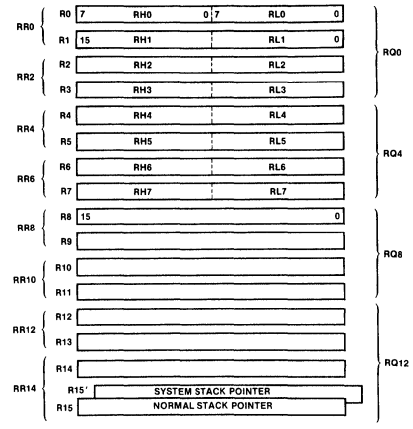 RR0 R0 7 RH0 0 7 RL0 0
R1 15 RH1 RL1 0
RQ0
RR2 R2 RH2 RL2
R3 RH3 RL3
RR4 R4 RH4 RL4
R5 RH5 RL5
RQ4
RR6 R6 RH6 RL6
R7 RH7 RL7
RR8 R8 15 0
R9
RQ8
RR10 R10
R11
RR12 R12
R13
RQ12
RR14 R14
R15' SYSTEM STACK POINTER
R15 NORMAL STACK POINTER